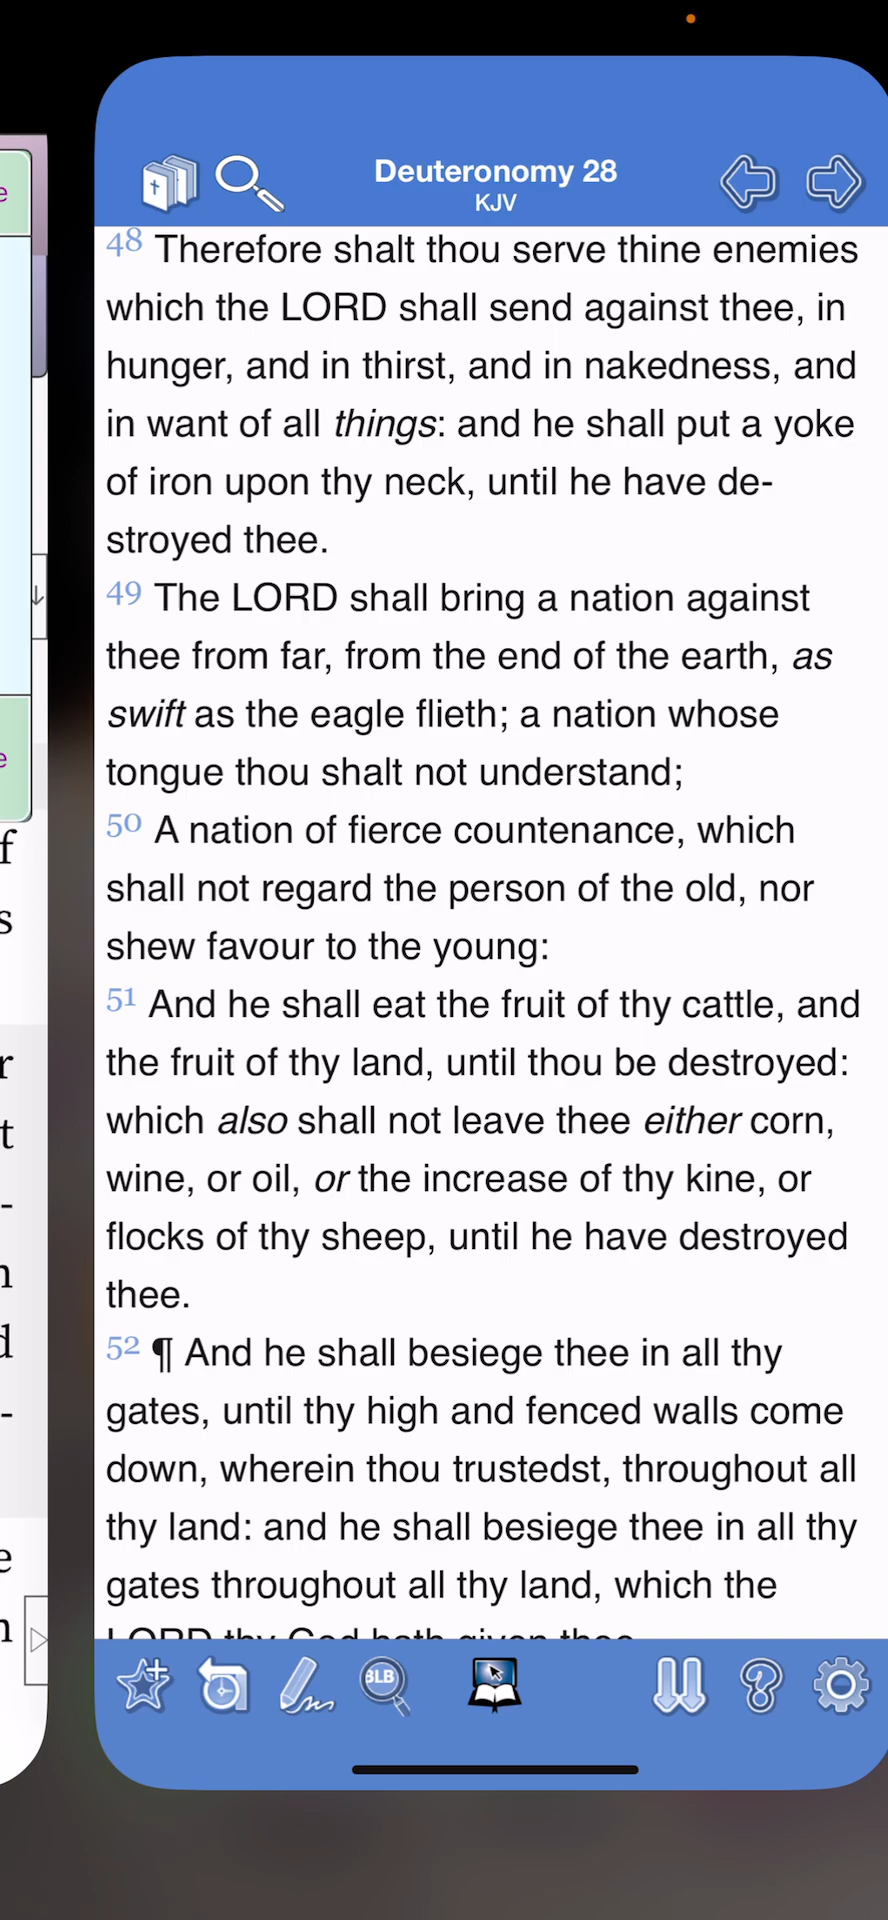 Deuteronomy 28
KJV
48 Therefore shalt thou serve thine enemies
which the LORD shall send against thee, in
hunger, and in thirst, and in nakedness, and
in want of all things: and he shall put a yoke
of iron upon thy neck, until he have de-
stroyed thee.
49 The LORD shall bring a nation against
thee from far, from the end of the earth, as
swift as the eagle flieth; a nation whose
tongue thou shalt not understand;
50 A nation of fierce countenance, which
shall not regard the person of the old, nor
shew favour to the young:
51 And he shall eat the fruit of thy cattle, and
the fruit of thy land, until thou be destroyed:
which also shall not leave thee either corn,
wine, or oil, or the increase of thy kine, or
flocks of thy sheep, until he have destroyed
thee.
52 ¶ And he shall besiege thee in all thy
gates, until thy high and fenced walls come
down, wherein thou trustedst, throughout all
thy land: and he shall besiege thee in all thy
gates throughout all thy land, which the
LORD thy God hath given thee
BLB